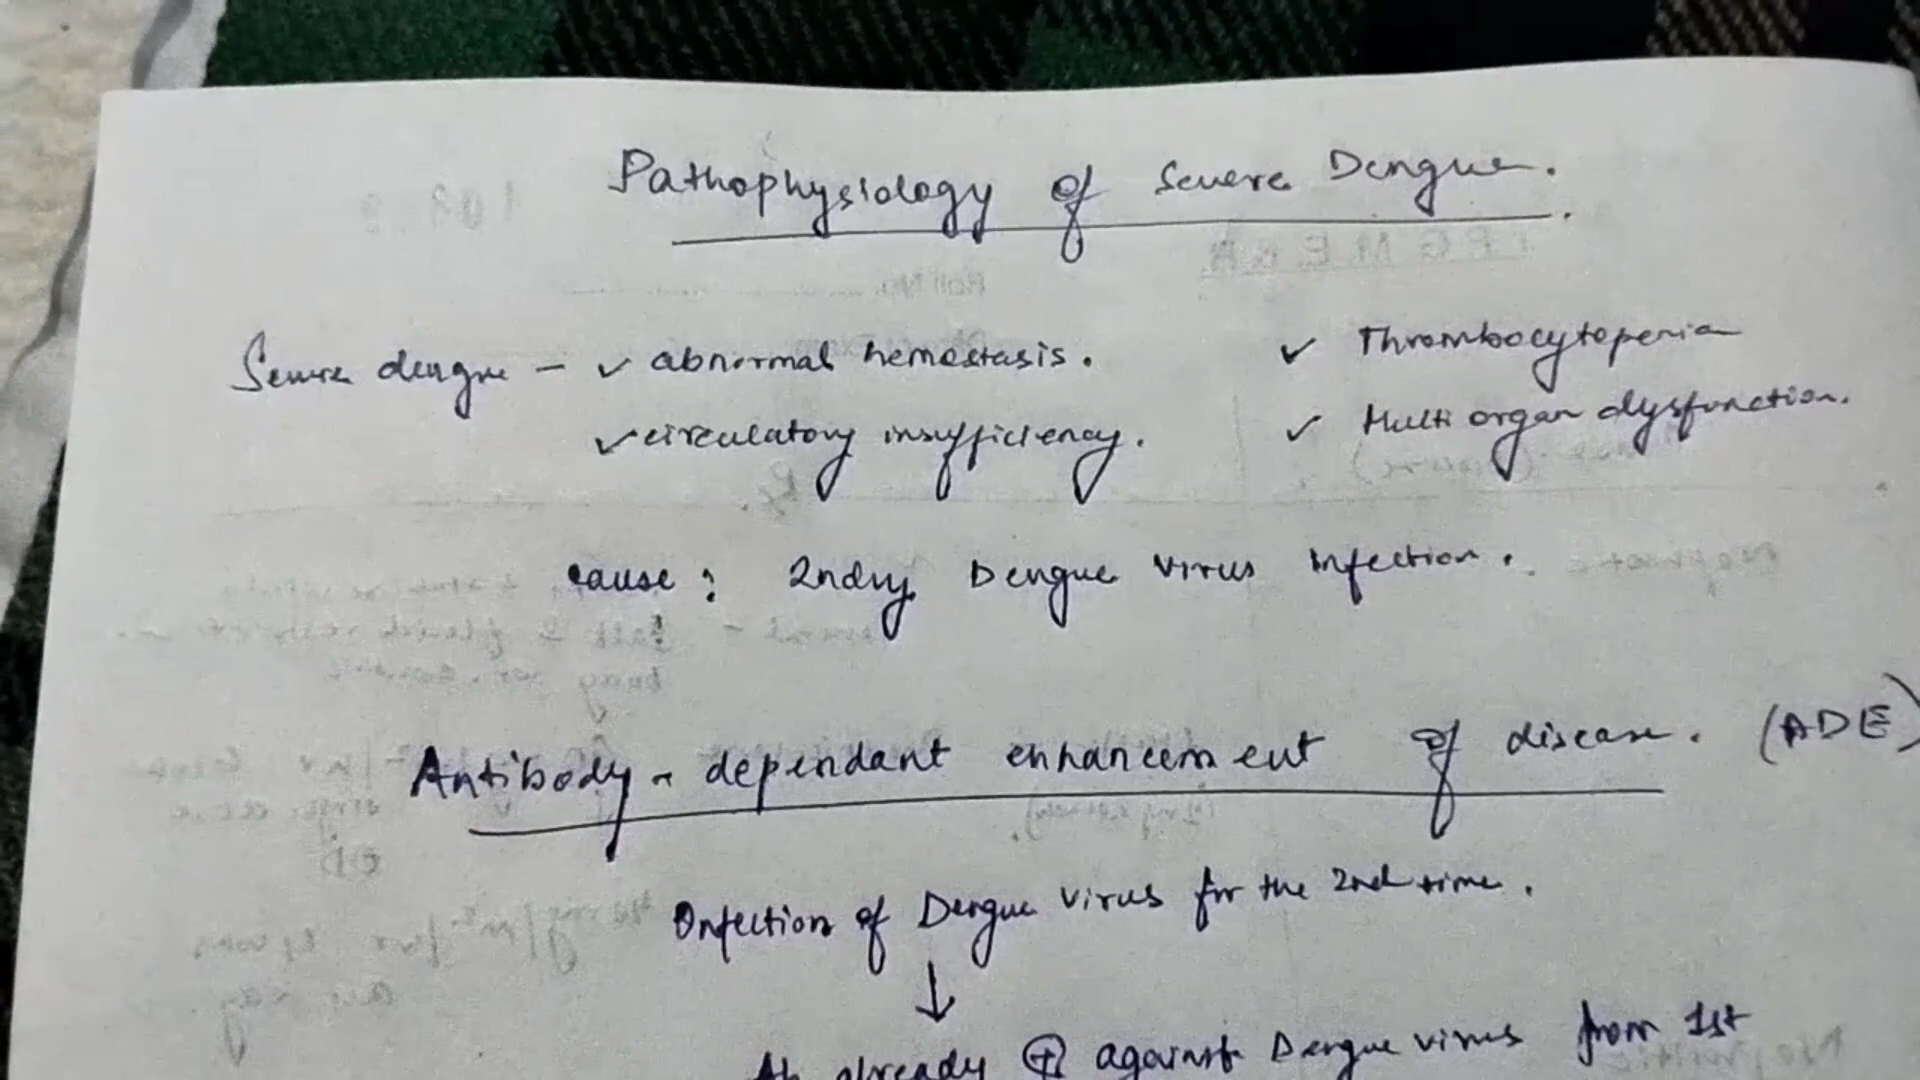 Pathophysiology of Severe Dengue.
Severe dengue - ✓ abnormal hemostasis. ✓ Thrombocytopenia
✓ circulatory insufficiency. ✓ Multi organ dysfunction.
cause: 2ndry Dengue virus infection.
Antibody - dependant enhancement of disease. (ADE)
Infection of Dengue virus for the 2nd time.
↓
Ab already ⊕ against Dengue virus from 1st